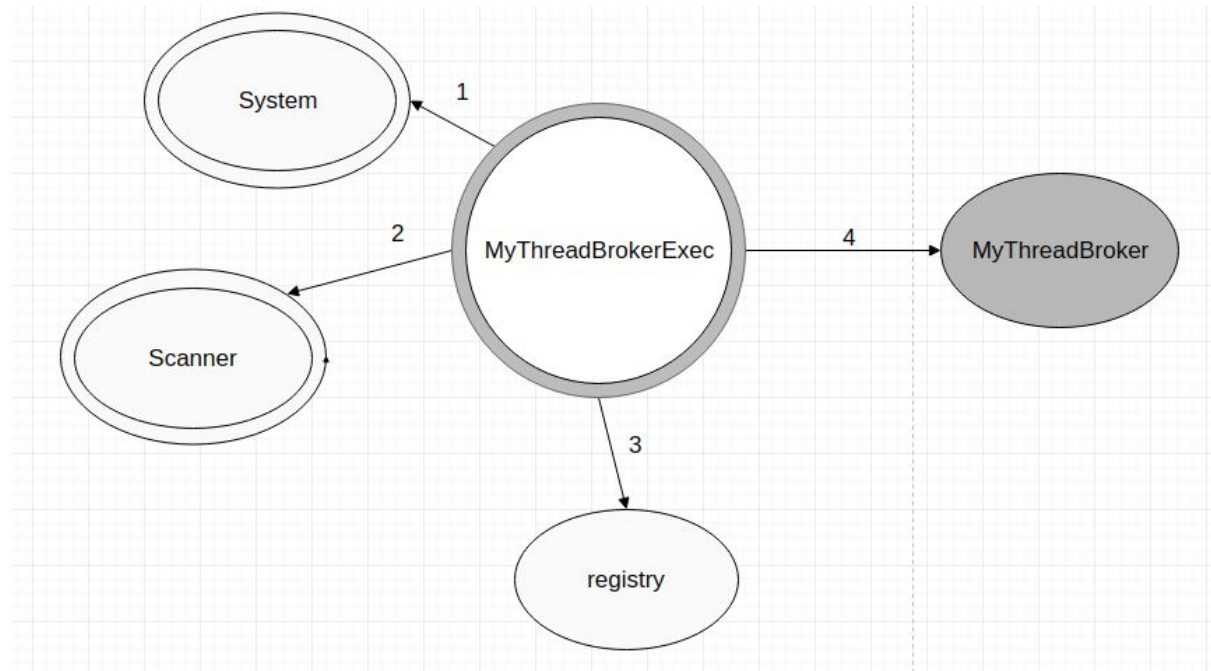 System
1
2
MyThreadBrokerExec
4
MyThreadBroker
Scanner
3
registry